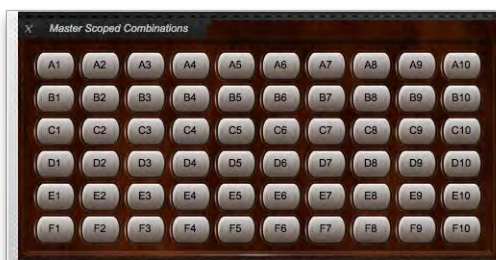 X Master Scoped Combinations
A1 A2 A3 A4 A5 A6 A7 A8 A9 A10
B1 B2 B3 B4 B5 B6 B7 B8 B9 B10
C1 C2 C3 C4 C5 C6 C7 C8 C9 C10
D1 D2 D3 D4 D5 D6 D7 D8 D9 D10
E1 E2 E3 E4 E5 E6 E7 E8 E9 E10
F1 F2 F3 F4 F5 F6 F7 F8 F9 F10